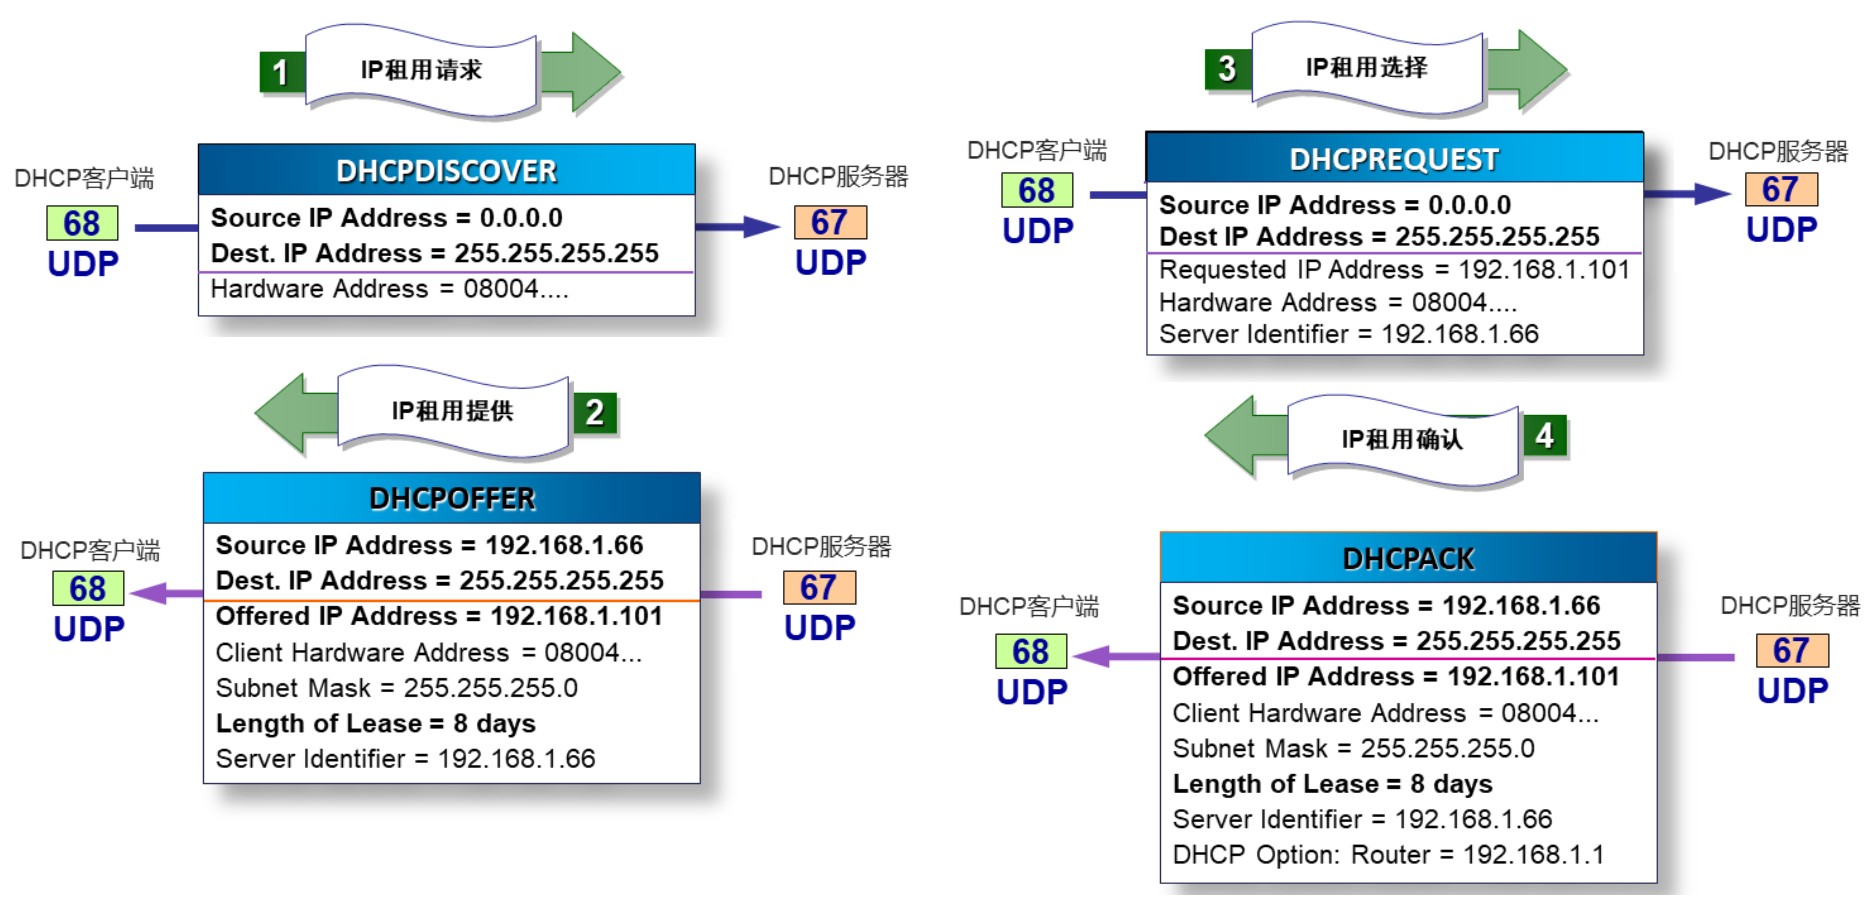 1
IP租用请求
DHCP客户端
68
UDP
DHCPDISCOVER
Source IP Address = 0.0.0.0
Dest. IP Address = 255.255.255.255
Hardware Address = 08004....
DHCP服务器
67
UDP
IP租用提供
2
DHCP客户端
68
UDP
DHCPOFFER
Source IP Address = 192.168.1.66
Dest. IP Address = 255.255.255.255
Offered IP Address = 192.168.1.101
Client Hardware Address = 08004...
Subnet Mask = 255.255.255.0
Length of Lease = 8 days
Server Identifier = 192.168.1.66
DHCP服务器
67
UDP
3
IP租用选择
DHCP客户端
68
UDP
DHCPREQUEST
Source IP Address = 0.0.0.0
Dest IP Address = 255.255.255.255
Requested IP Address = 192.168.1.101
Hardware Address = 08004....
Server Identifier = 192.168.1.66
DHCP服务器
67
UDP
IP租用确认
4
DHCP客户端
68
UDP
DHCPACK
Source IP Address = 192.168.1.66
Dest. IP Address = 255.255.255.255
Offered IP Address = 192.168.1.101
Client Hardware Address = 08004...
Subnet Mask = 255.255.255.0
Length of Lease = 8 days
Server Identifier = 192.168.1.66
DHCP Option: Router = 192.168.1.1
DHCP服务器
67
UDP